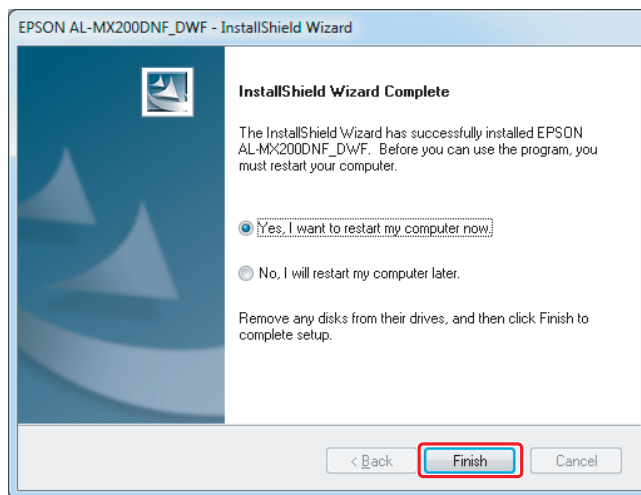 EPSON AL-MX200DNF_DWF - InstallShield Wizard
InstallShield Wizard Complete
The InstallShield Wizard has successfully installed EPSON
AL-MX200DNF_DWF.  Before you can use the program, you
must restart your computer.
Yes, I want to restart my computer now.
No, I will restart my computer later.
Remove any disks from their drives, and then click Finish to
complete setup.
< Back
Finish
Cancel